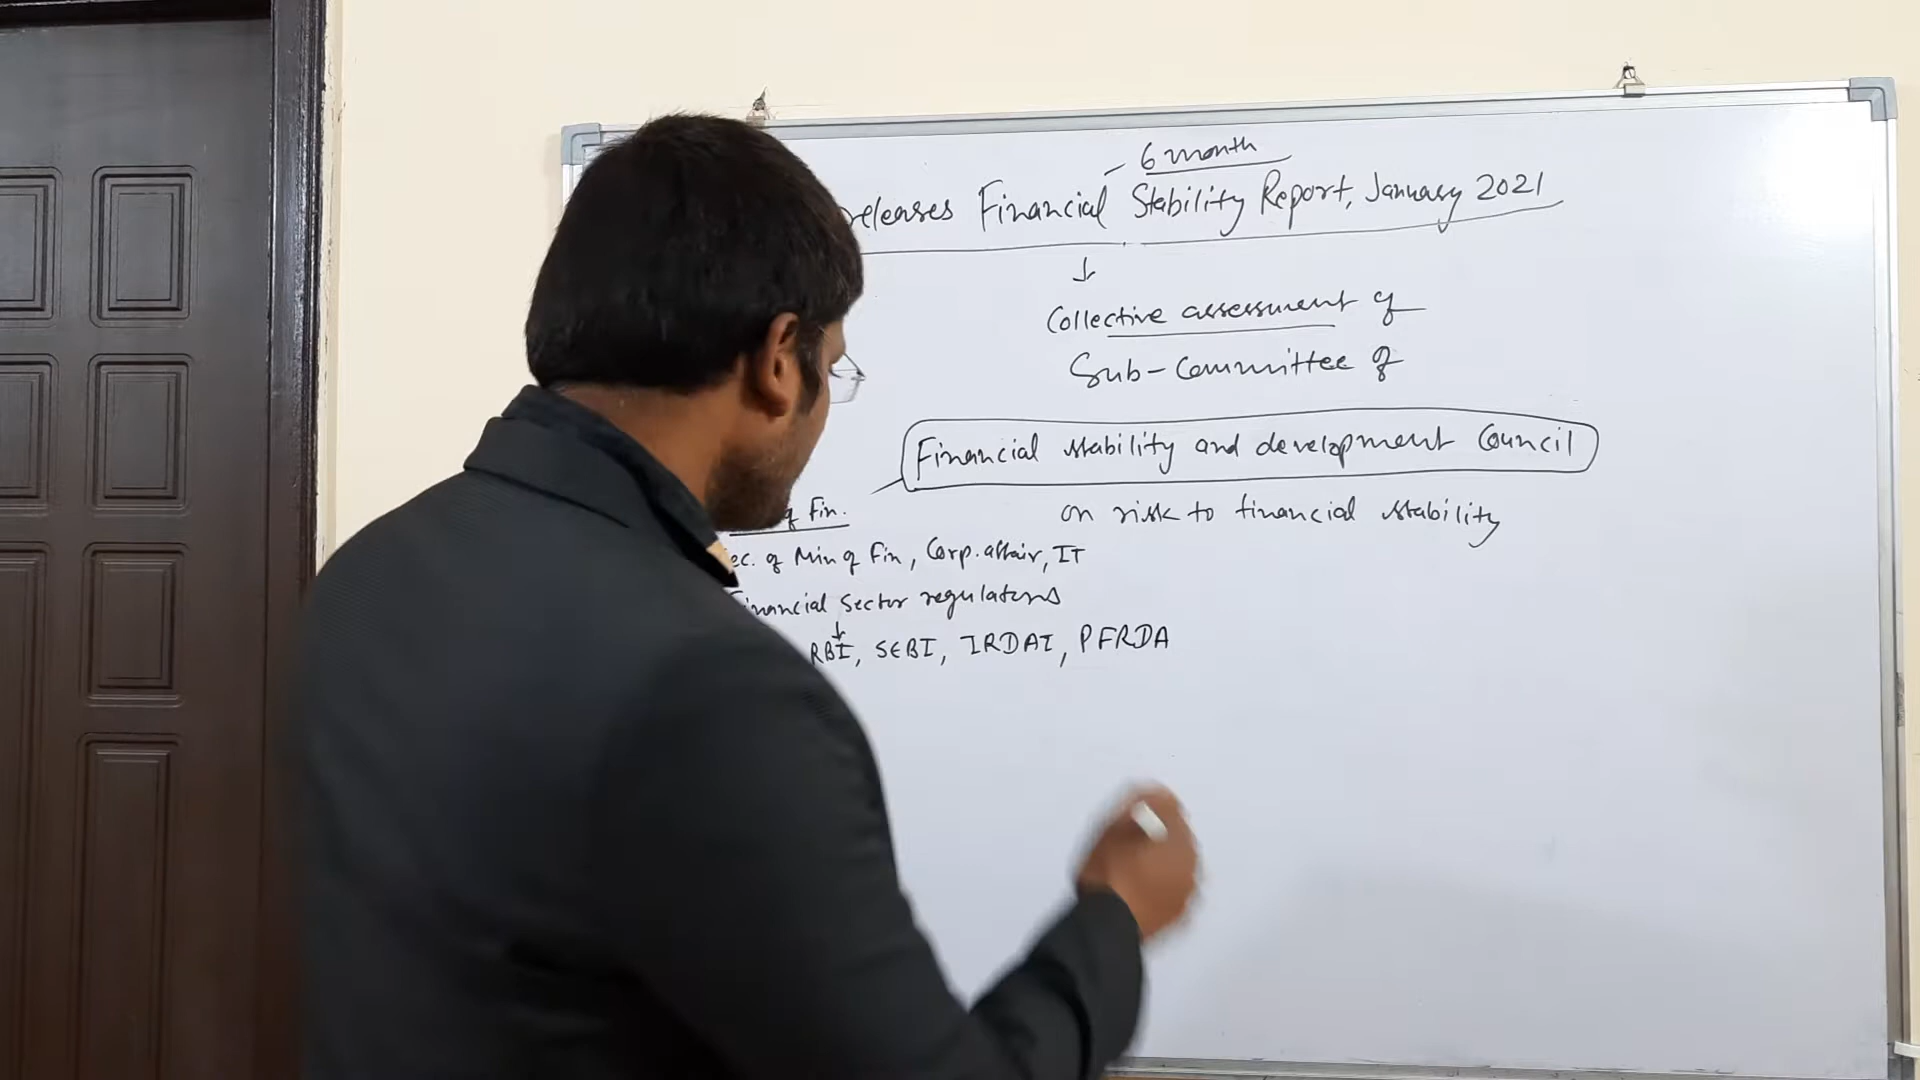 6 month
releases Financial Stability Report, January 2021
Collective assessment of
Sub-Committee of
Financial stability and development Council
on risk to financial stability
of Fin.
ec. of Min of Fin, Corp. affair, IT
inancial Sector regulators
RBI, SEBI, IRDAI, PFRDA